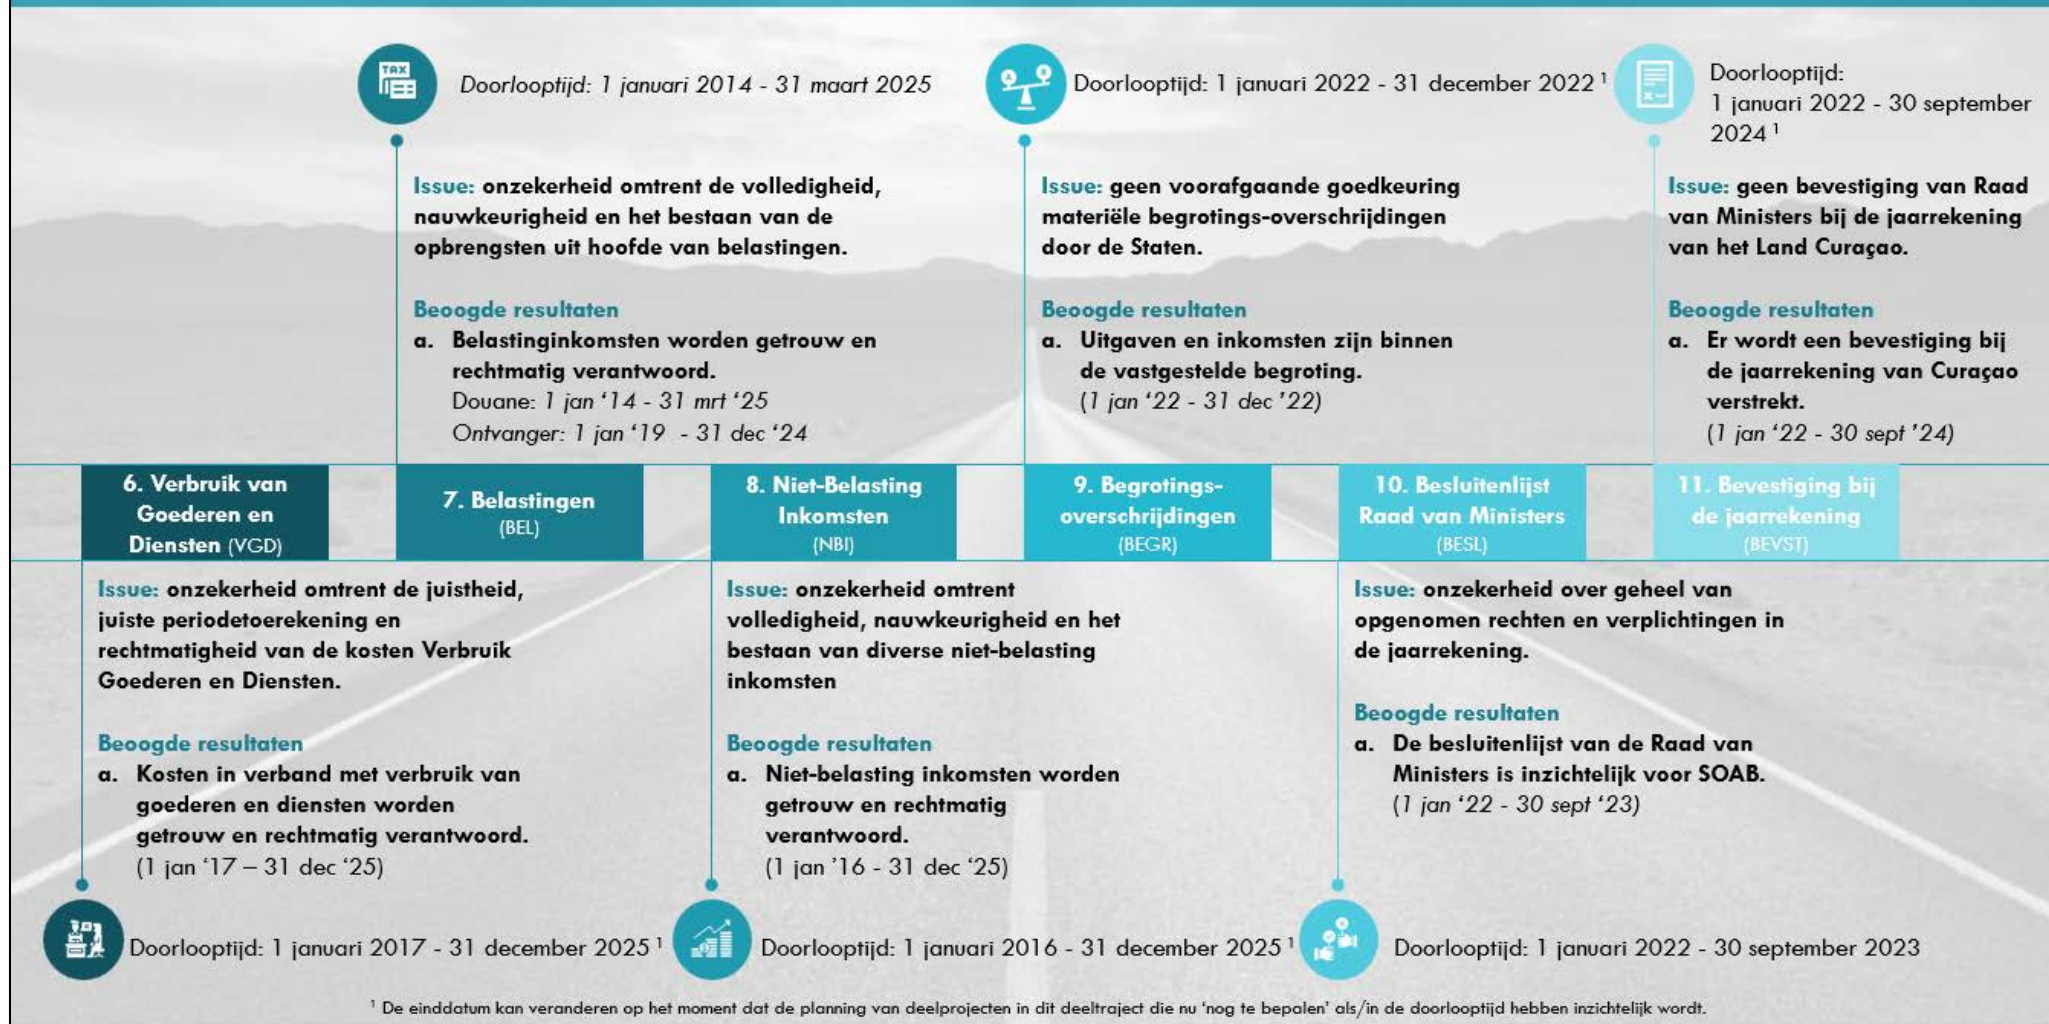 TAX
Doorlooptijd: 1 januari 2014 - 31 maart 2025
Issue: onzekerheid omtrent de volledigheid,
nauwkeurigheid en het bestaan van de
opbrengsten uit hoofde van belastingen.
Beoogde resultaten
a. Belastinginkomsten worden getrouw en
rechtmatig verantwoord.
Douane: 1 jan ‘14 - 31 mrt ‘25
Ontvanger: 1 jan ‘19 - 31 dec ‘24
Doorlooptijd: 1 januari 2022 - 31 december 2022 ¹
Issue: geen voorafgaande goedkeuring
materiële begrotings-overschrijdingen
door de Staten.
Beoogde resultaten
a. Uitgaven en inkomsten zijn binnen
de vastgestelde begroting.
(1 jan ‘22 - 31 dec ’22)
Doorlooptijd:
1 januari 2022 - 30 september
2024 ¹
Issue: geen bevestiging van Raad
van Ministers bij de jaarrekening
van het Land Curaçao.
Beoogde resultaten
a. Er wordt een bevestiging bij
de jaarrekening van Curaçao
verstrekt.
(1 jan ‘22 - 30 sept ’24)
6. Verbruik van
Goederen en
Diensten (VGD)
7. Belastingen
(BEL)
8. Niet-Belasting
Inkomsten
(NBI)
9. Begrotings-
overschrijdingen
(BEGR)
10. Besluitenlijst
Raad van Ministers
(BESL)
11. Bevestiging bij
de jaarrekening
(BEVST)
Issue: onzekerheid omtrent de juistheid,
juiste periodetoerekening en
rechtmatigheid van de kosten Verbruik
Goederen en Diensten.
Beoogde resultaten
a. Kosten in verband met verbruik van
goederen en diensten worden
getrouw en rechtmatig verantwoord.
(1 jan ‘17 – 31 dec ‘25)
Doorlooptijd: 1 januari 2017 - 31 december 2025 ¹
Issue: onzekerheid omtrent
volledigheid, nauwkeurigheid en het
bestaan van diverse niet-belasting
inkomsten
Beoogde resultaten
a. Niet-belasting inkomsten worden
getrouw en rechtmatig
verantwoord.
(1 jan ’16 - 31 dec ‘25)
Doorlooptijd: 1 januari 2016 - 31 december 2025 ¹
Issue: onzekerheid over geheel van
opgenomen rechten en verplichtingen in
de jaarrekening.
Beoogde resultaten
a. De besluitenlijst van de Raad van
Ministers is inzichtelijk voor SOAB.
(1 jan ‘22 - 30 sept ‘23)
Doorlooptijd: 1 januari 2022 - 30 september 2023
¹ De einddatum kan veranderen op het moment dat de planning van deelprojecten in dit deeltraject die nu ‘nog te bepalen’ als/in de doorlooptijd hebben inzichtelijk wordt.